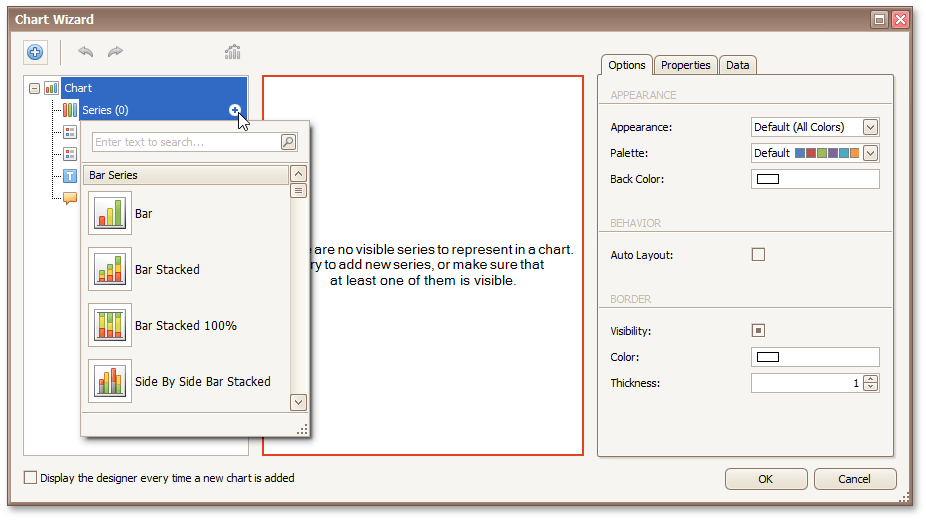 Chart Wizard
Chart
Series (0)
Enter text to search...
Bar Series
Bar
Bar Stacked
Bar Stacked 100%
Side By Side Bar Stacked
are no visible series to represent in a chart.
to add new series, or make sure that
at least one of them is visible.
Options Properties Data
APPEARANCE
Appearance: Default (All Colors)
Palette: Default
Back Color:
BEHAVIOR
Auto Layout:
BORDER
Visibility:
Color:
Thickness: 1
Display the designer every time a new chart is added
OK Cancel